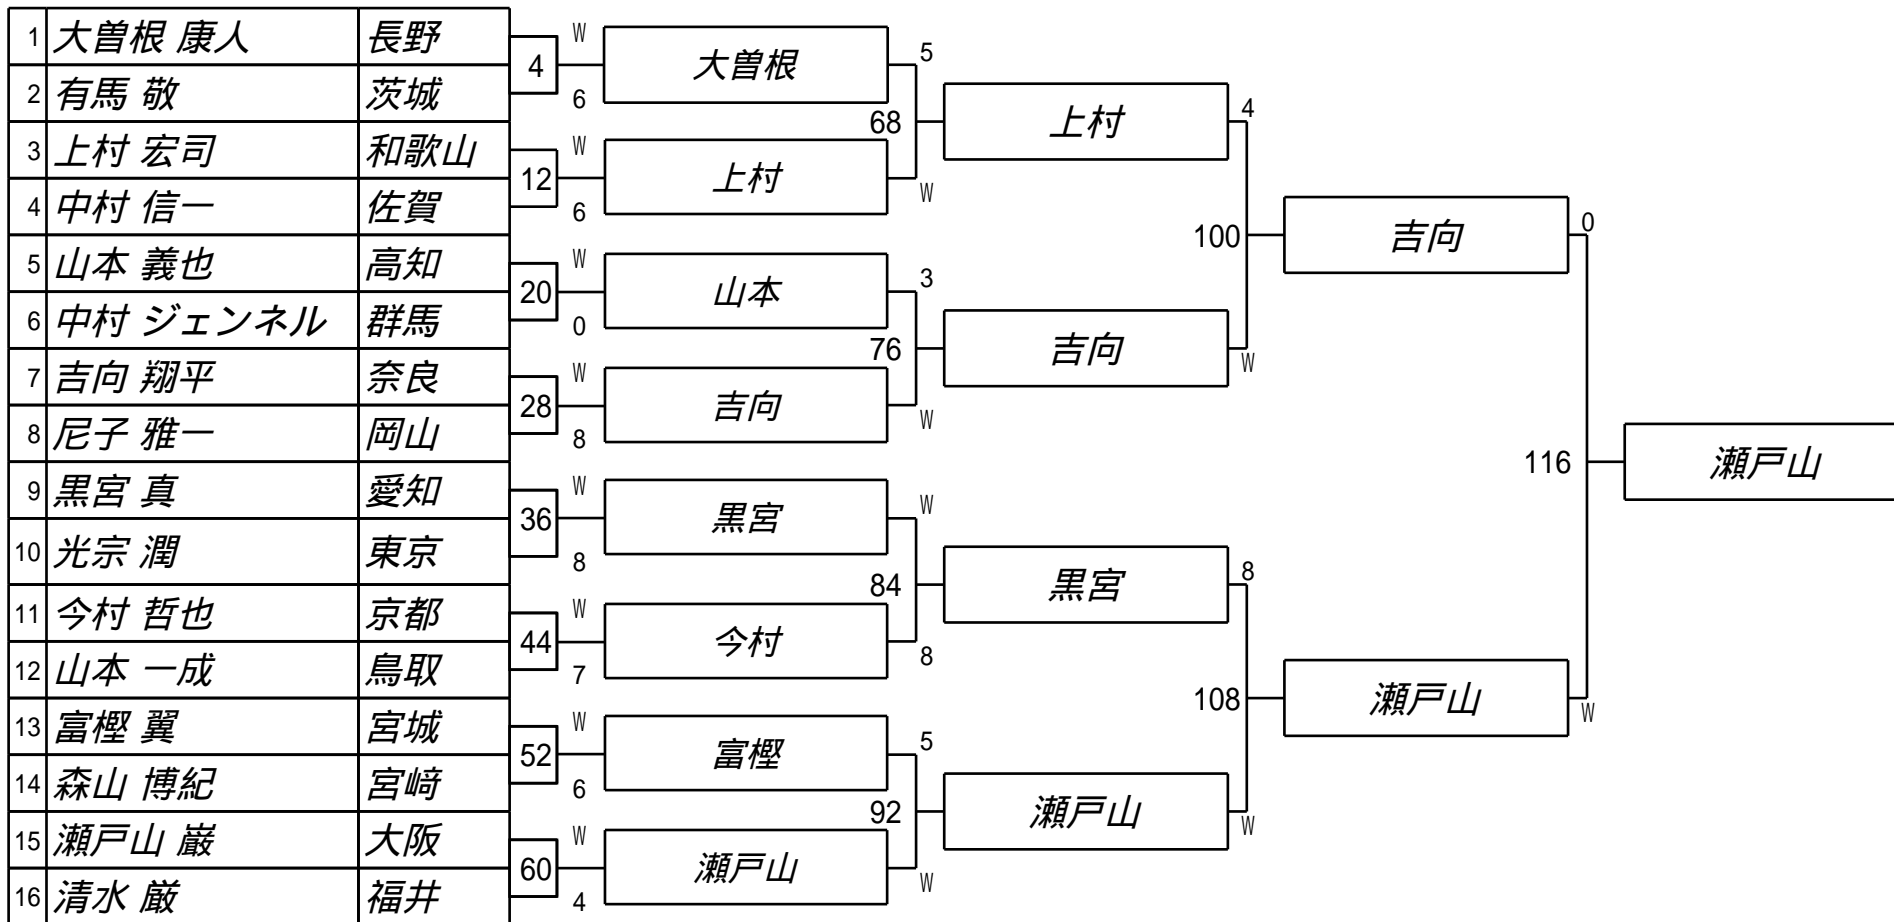 1 大曽根 康人 長野
2 有馬 敬 茨城
3 上村 宏司 和歌山
4 中村 信一 佐賀
5 山本 義也 高知
6 中村 ジェンネル 群馬
7 吉向 翔平 奈良
8 尼子 雅一 岡山
9 黒宮 真 愛知
10 光宗 潤 東京
11 今村 哲也 京都
12 山本 一成 鳥取
13 富樫 翼 宮城
14 森山 博紀 宮﨑
15 瀬戸山 巌 大阪
16 清水 厳 福井
4 W 6
12 W 6
20 W 0
28 W 8
36 W 8
44 W 7
52 W 6
60 W 4
大曽根 5
68
上村 W
山本 3
76
吉向 W
黒宮 W
84
今村 8
富樫 5
92
瀬戸山 W
上村 4
100
吉向 W
黒宮 8
108
瀬戸山 W
吉向 0
116
瀬戸山 W
瀬戸山